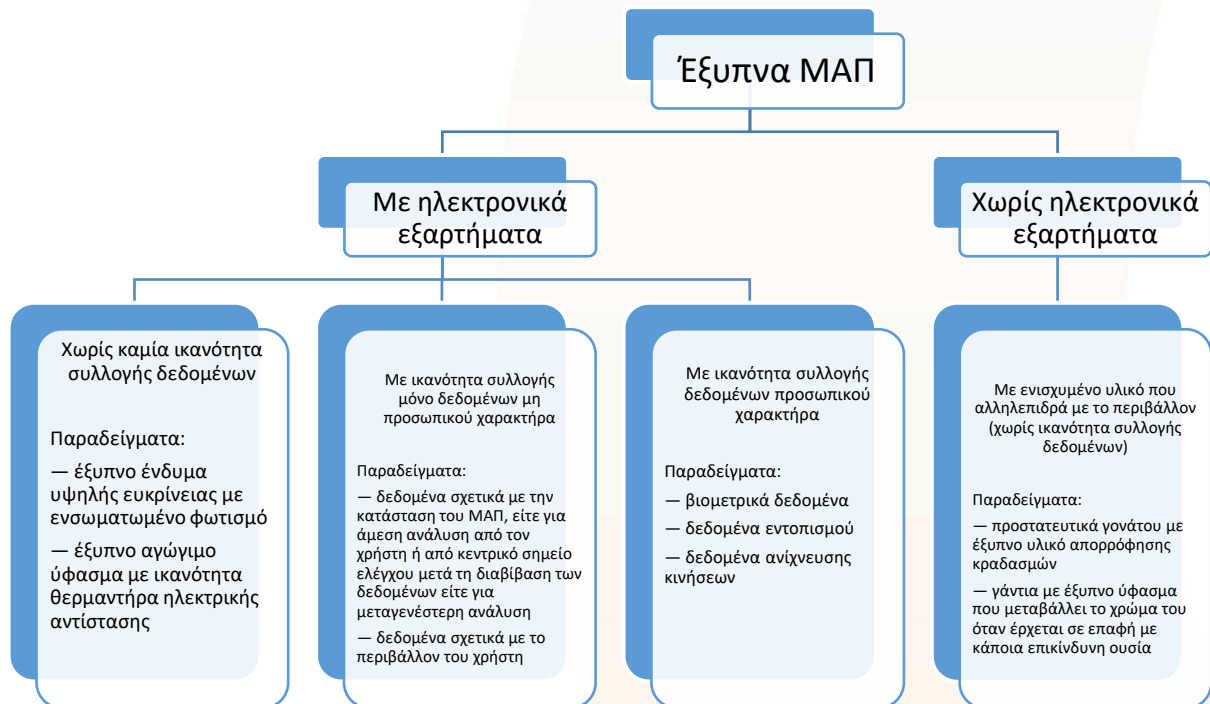 Έξυπνα ΜΑΠ
Με ηλεκτρονικά
εξαρτήματα
Χωρίς ηλεκτρονικά
εξαρτήματα
Χωρίς καμία ικανότητα
συλλογής δεδομένων
Παραδείγματα:
— έξυπνο ένδυμα
υψηλής ευκρίνειας με
ενσωματωμένο φωτισμό
— έξυπνο αγώγιμο
ύφασμα με ικανότητα
θερμαντήρα ηλεκτρικής
αντίστασης
Με ικανότητα συλλογής
μόνο δεδομένων μη
προσωπικού χαρακτήρα
Παραδείγματα:
— δεδομένα σχετικά με την
κατάσταση του ΜΑΠ, είτε για
άμεση ανάλυση από τον
χρήστη ή από κεντρικό σημείο
ελέγχου μετά τη διαβίβαση των
δεδομένων είτε για
μεταγενέστερη ανάλυση
— δεδομένα σχετικά με το
περιβάλλον του χρήστη
Με ικανότητα συλλογής
δεδομένων προσωπικού
χαρακτήρα
Παραδείγματα:
— βιομετρικά δεδομένα
— δεδομένα εντοπισμού
— δεδομένα ανίχνευσης
κινήσεων
Με ενισχυμένο υλικό που
αλληλεπιδρά με το περιβάλλον
(χωρίς ικανότητα συλλογής
δεδομένων)
Παραδείγματα:
— προστατευτικά γονάτου με
έξυπνο υλικό απορρόφησης
κραδασμών
— γάντια με έξυπνο ύφασμα
που μεταβάλλει το χρώμα του
όταν έρχεται σε επαφή με
κάποια επικίνδυνη ουσία